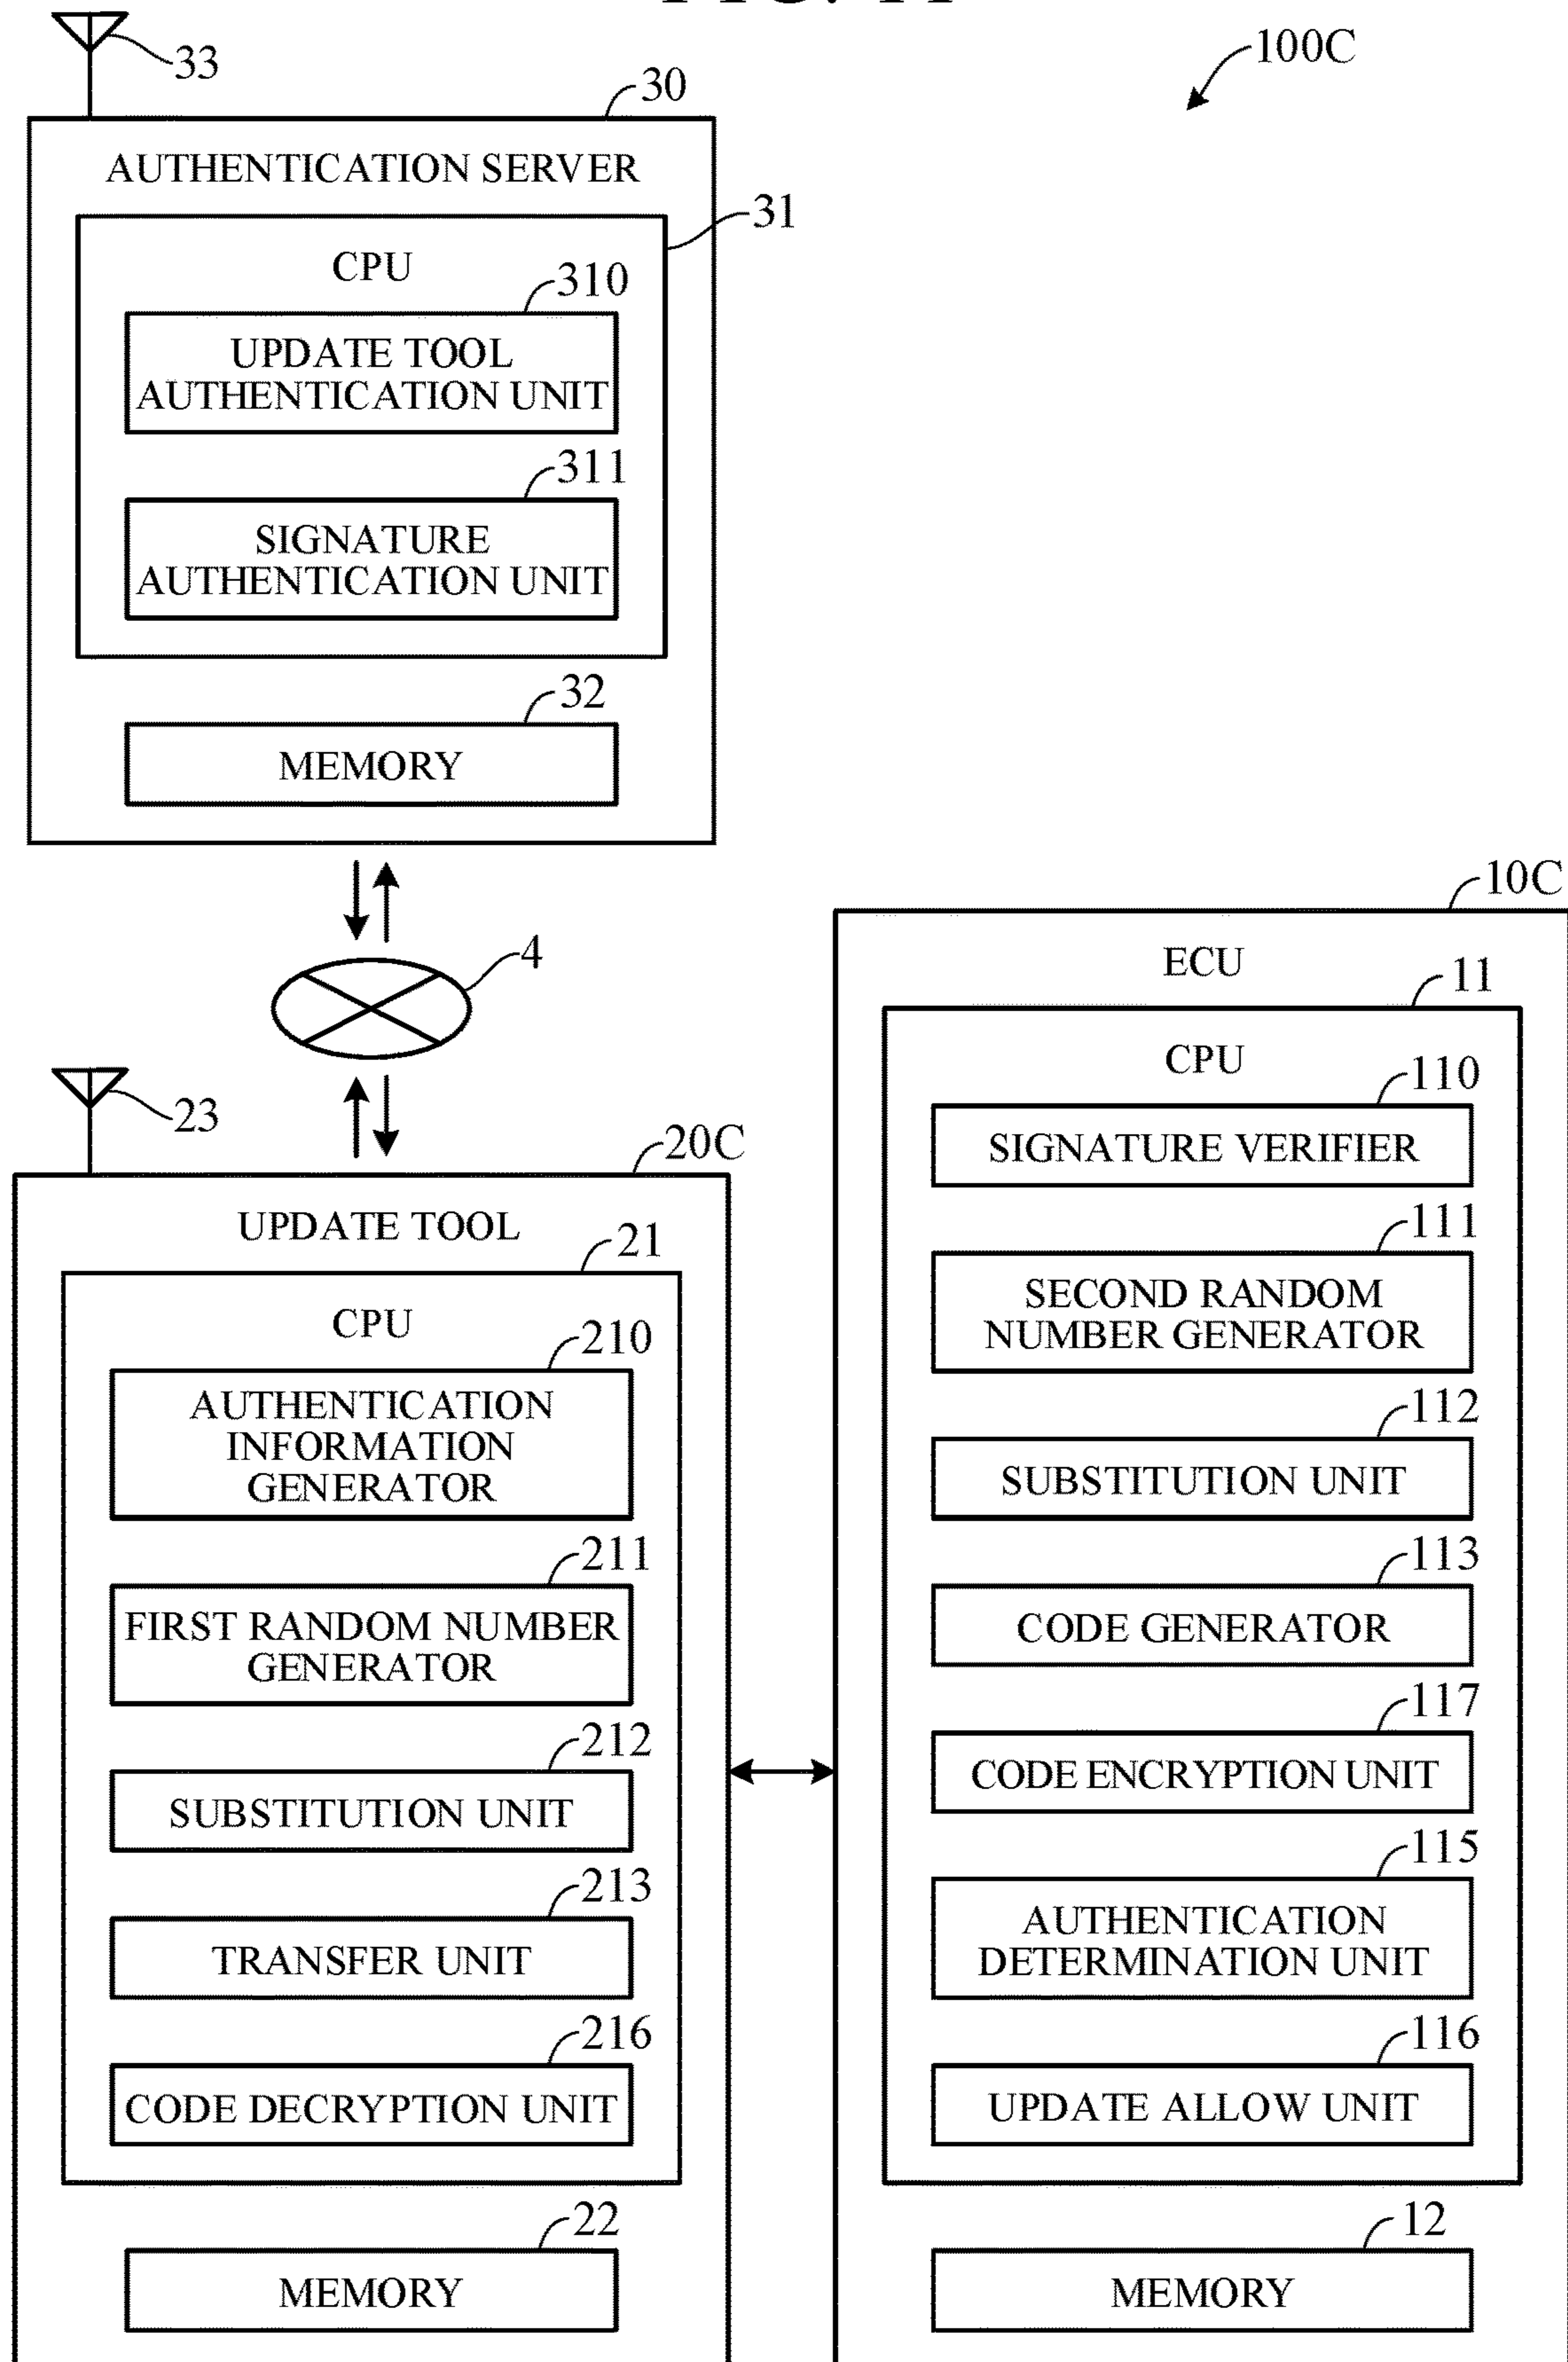 100C
33
30
AUTHENTICATION SERVER
31
CPU
310
UPDATE TOOL
AUTHENTICATION UNIT
311
SIGNATURE
AUTHENTICATION UNIT
32
MEMORY
4
23
20C
UPDATE TOOL
21
CPU
210
AUTHENTICATION
INFORMATION
GENERATOR
211
FIRST RANDOM NUMBER
GENERATOR
212
SUBSTITUTION UNIT
213
TRANSFER UNIT
216
CODE DECRYPTION UNIT
22
MEMORY
10C
ECU
11
CPU
110
SIGNATURE VERIFIER
111
SECOND RANDOM
NUMBER GENERATOR
112
SUBSTITUTION UNIT
113
CODE GENERATOR
117
CODE ENCRYPTION UNIT
115
AUTHENTICATION
DETERMINATION UNIT
116
UPDATE ALLOW UNIT
12
MEMORY